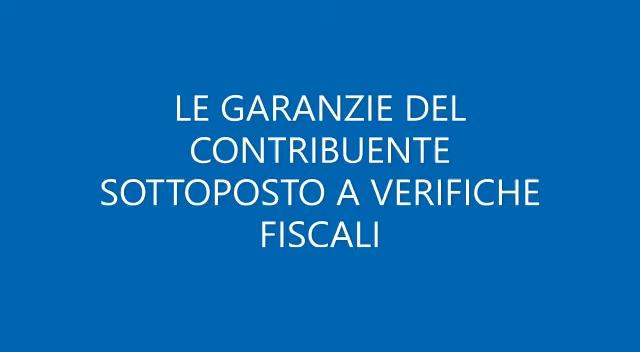 LE GARANZIE DEL
CONTRIBUENTE
SOTTOPOSTO A VERIFICHE
FISCALI